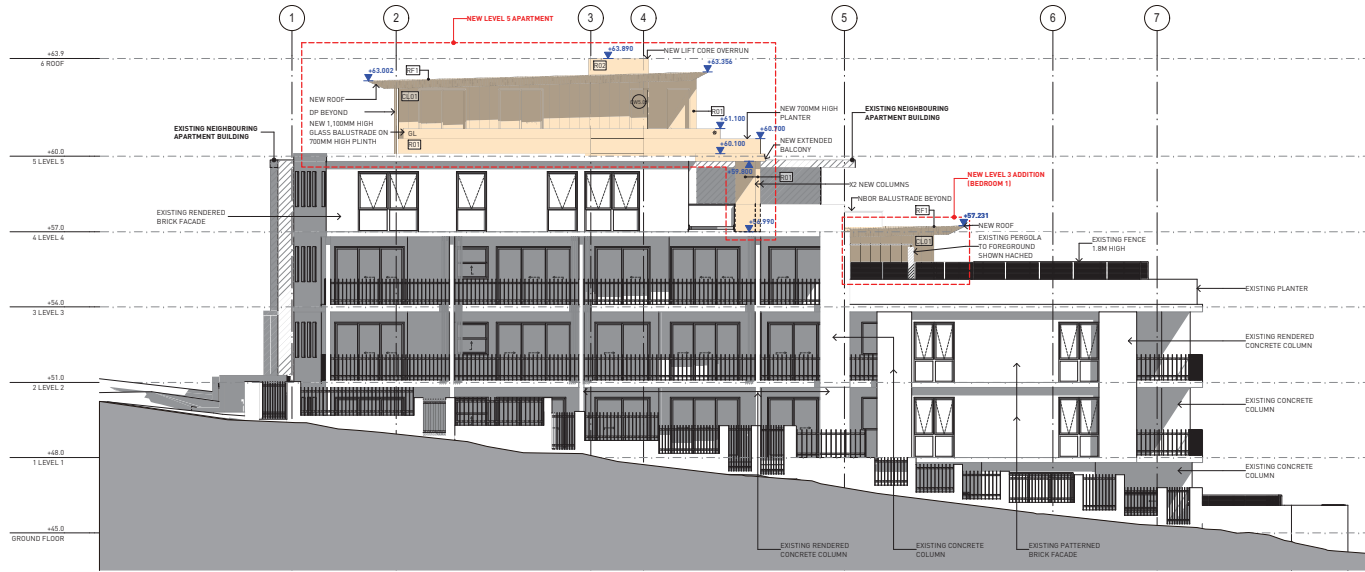 1
2
3
4
5
6
7
NEW LEVEL 5 APARTMENT
+63.9
6 ROOF
+63.890
NEW LIFT CORE OVERRUN
R02
+63.002
RF1
+63.356
NEW ROOF
CL01
DP BEYOND
R01
NEW 1,100MM HIGH
GLASS BALUSTRADE ON
700MM HIGH PLINTH
GL
R01
NEW 700MM HIGH
PLANTER
+61.100
+60.700
*
EXISTING NEIGHBOURING
APARTMENT BUILDING
EXISTING NEIGHBOURING
APARTMENT BUILDING
NEW EXTENDED
BALCONY
+60.100
+60.0
5 LEVEL 5
+59.800
R01
X2 NEW COLUMNS
NEW LEVEL 3 ADDITION
(BEDROOM 1)
NBOR BALUSTRADE BEYOND
EXISTING RENDERED
BRICK FACADE
RF1
+57.231
NEW ROOF
+57.0
4 LEVEL 4
CL01
EXISTING PERGOLA
TO FOREGROUND
SHOWN HACHED
EXISTING FENCE
1.8M HIGH
EXISTING PLANTER
+54.0
3 LEVEL 3
EXISTING RENDERED
CONCRETE COLUMN
+51.0
2 LEVEL 2
EXISTING CONCRETE
COLUMN
+48.0
1 LEVEL 1
EXISTING CONCRETE
COLUMN
+45.0
GROUND FLOOR
EXISTING RENDERED
CONCRETE COLUMN
EXISTING CONCRETE
COLUMN
EXISTING PATTERNED
BRICK FACADE